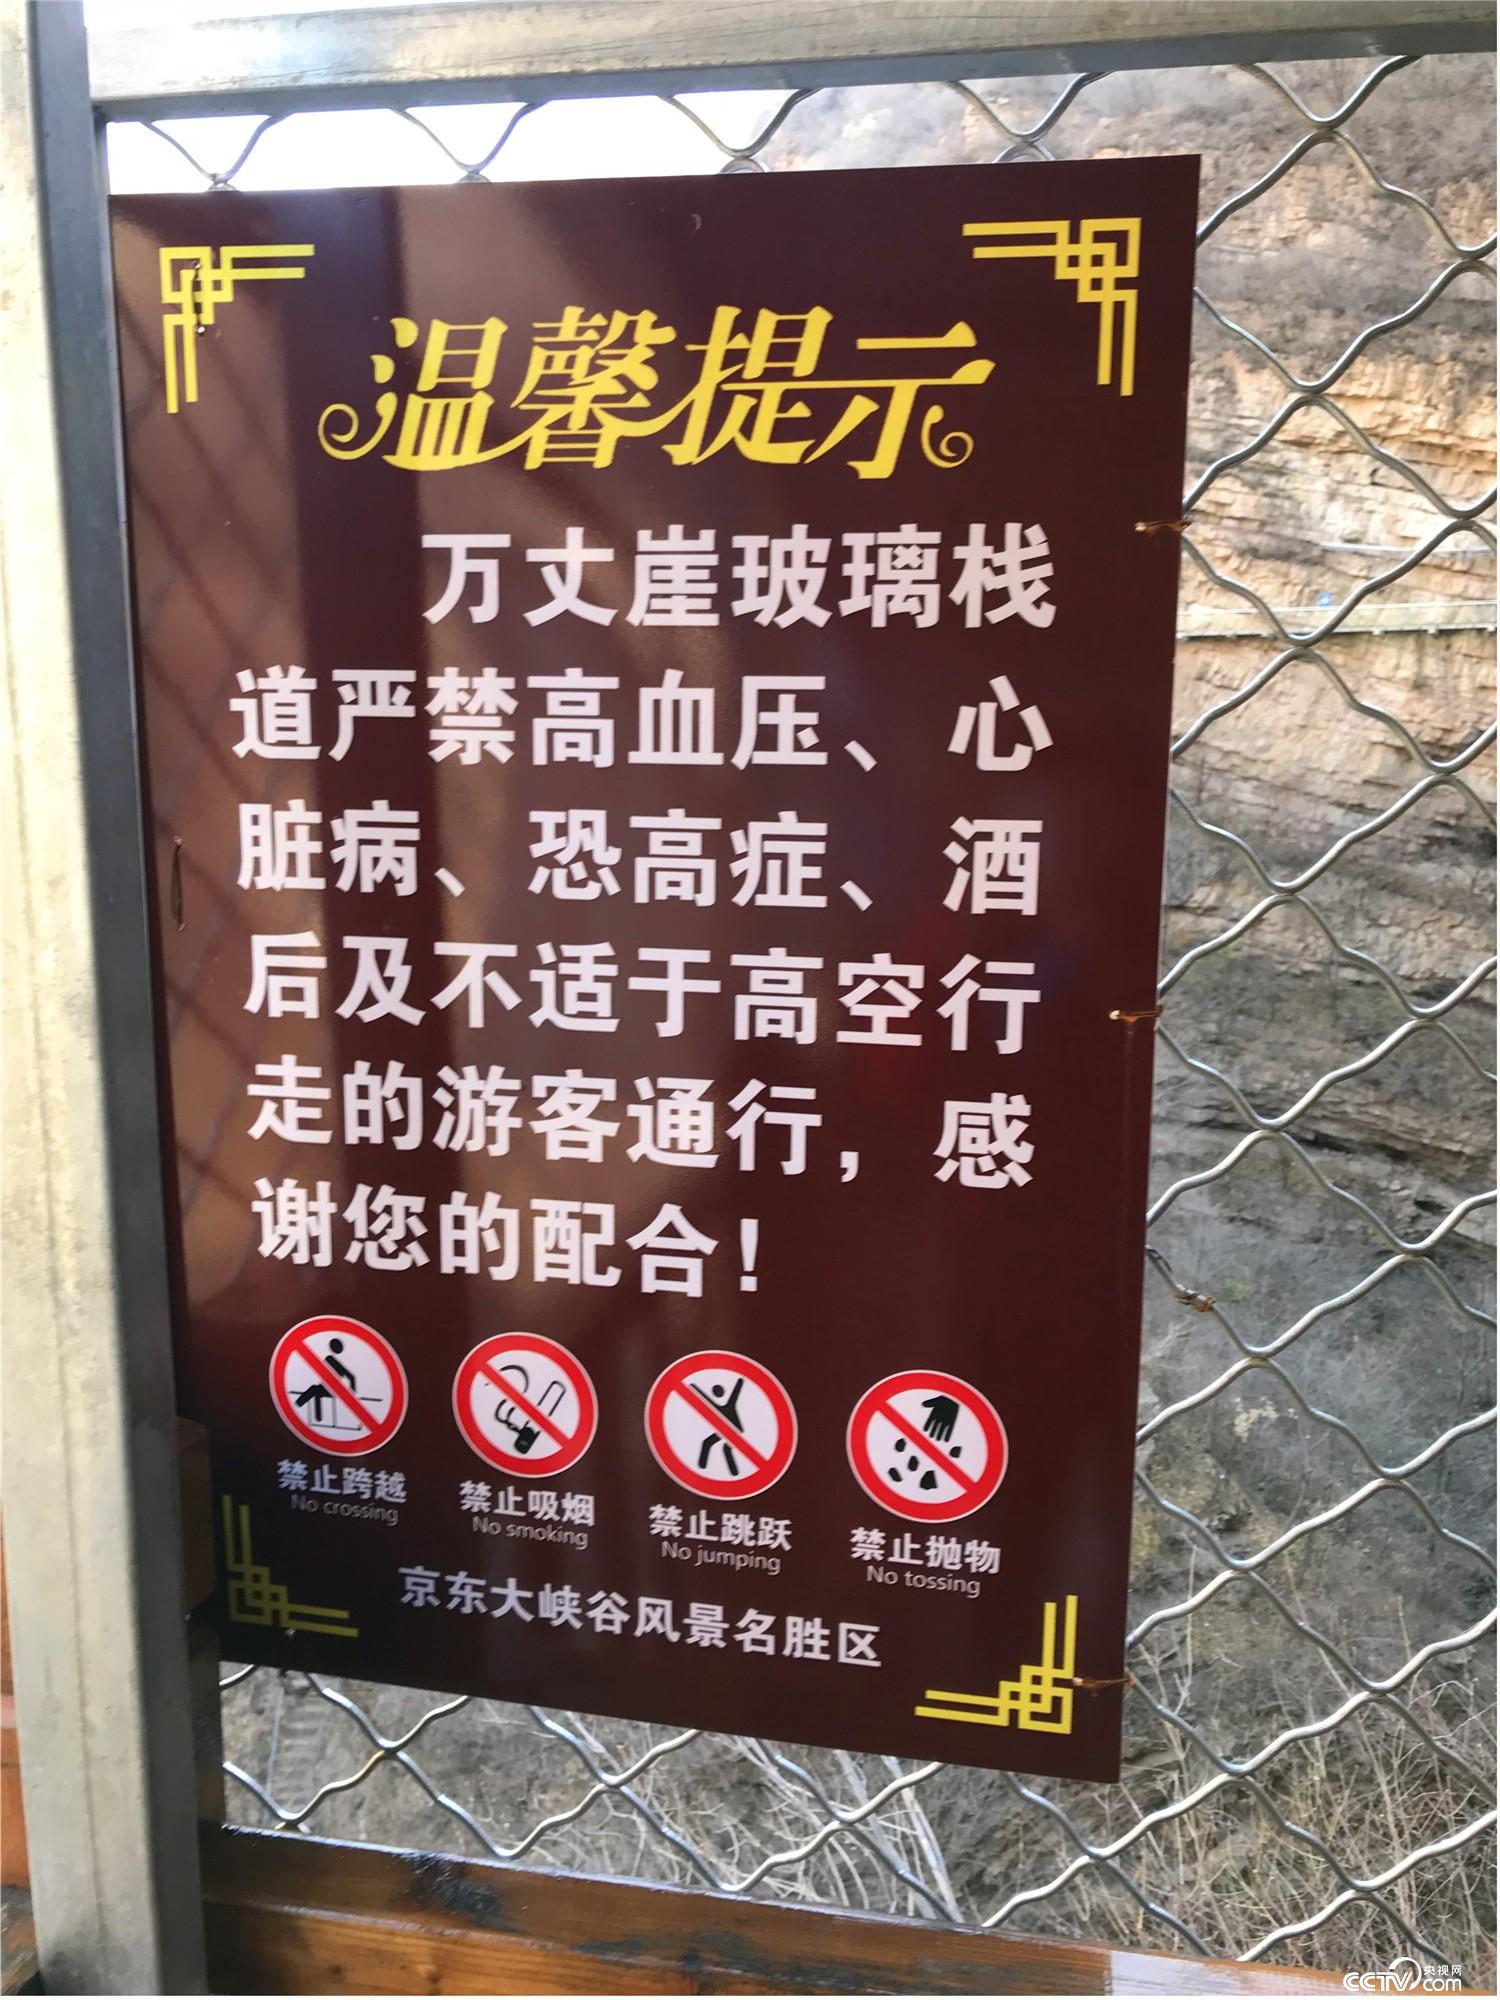 温馨提示
万丈崖玻璃栈
道严禁高血压、心
脏病、恐高症、酒
后及不适于高空行
走的游客通行，感
谢您的配合！
禁止跨越
No crossing
禁止吸烟
No smoking
禁止跳跃
No jumping
禁止抛物
No tossing
京东大峡谷风景名胜区
CCTV 央视网
com